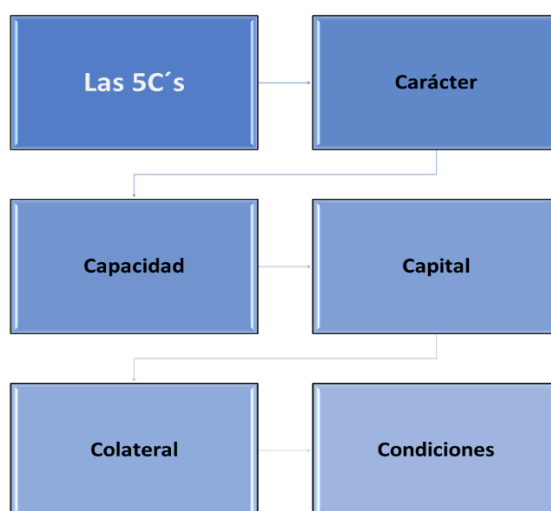 Las 5C´s
Carácter
Capacidad
Capital
Colateral
Condiciones